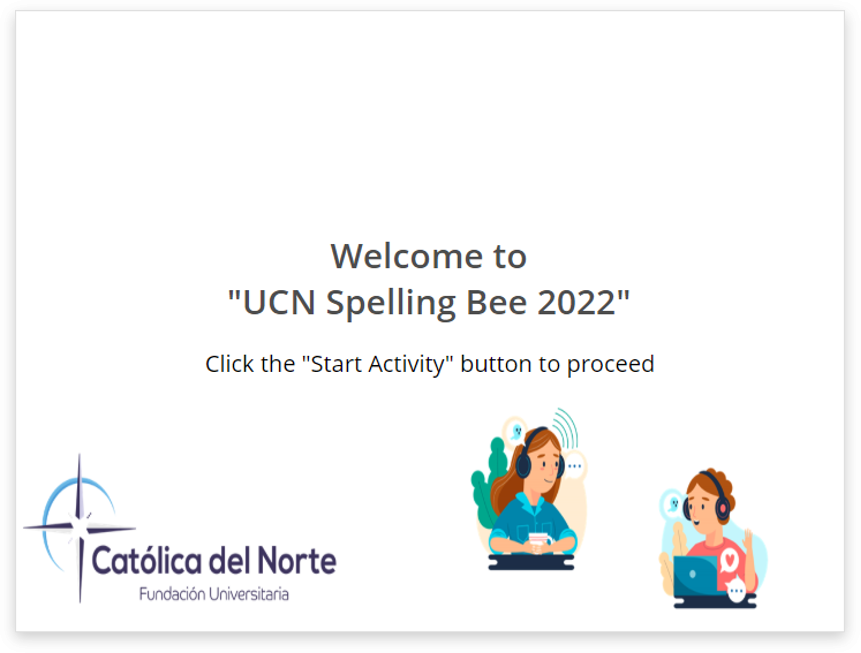 Welcome to
"UCN Spelling Bee 2022"
Click the "Start Activity" button to proceed
Católica del Norte
Fundación Universitaria